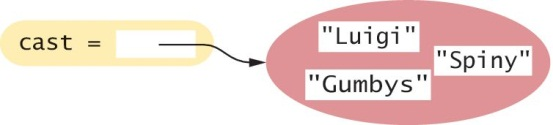 cast =
"Luigi"
"Spiny"
"Gumbys"